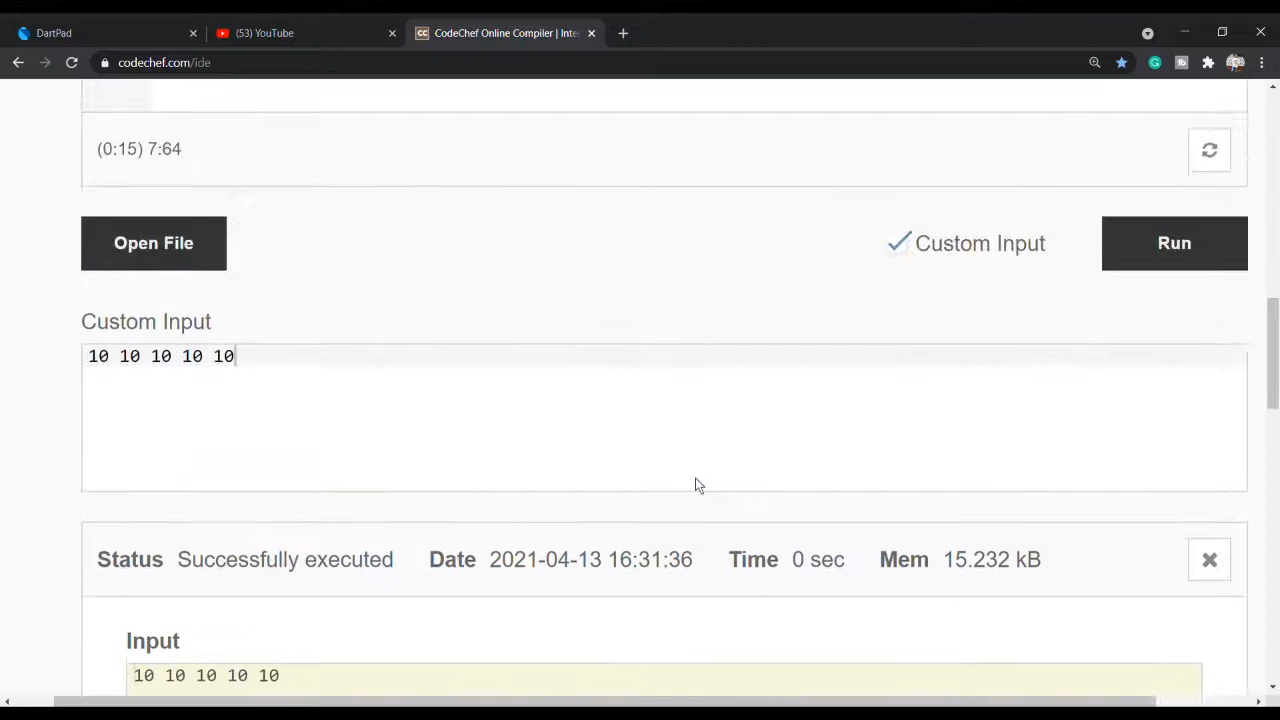 DartPad
(53) YouTube
CodeChef Online Compiler | Inte
codechef.com/ide
(0:15) 7:64
Open File
Custom Input
Run
Custom Input
10 10 10 10 10
Status Successfully executed Date 2021-04-13 16:31:36 Time 0 sec Mem 15.232 kB
Input
10 10 10 10 10